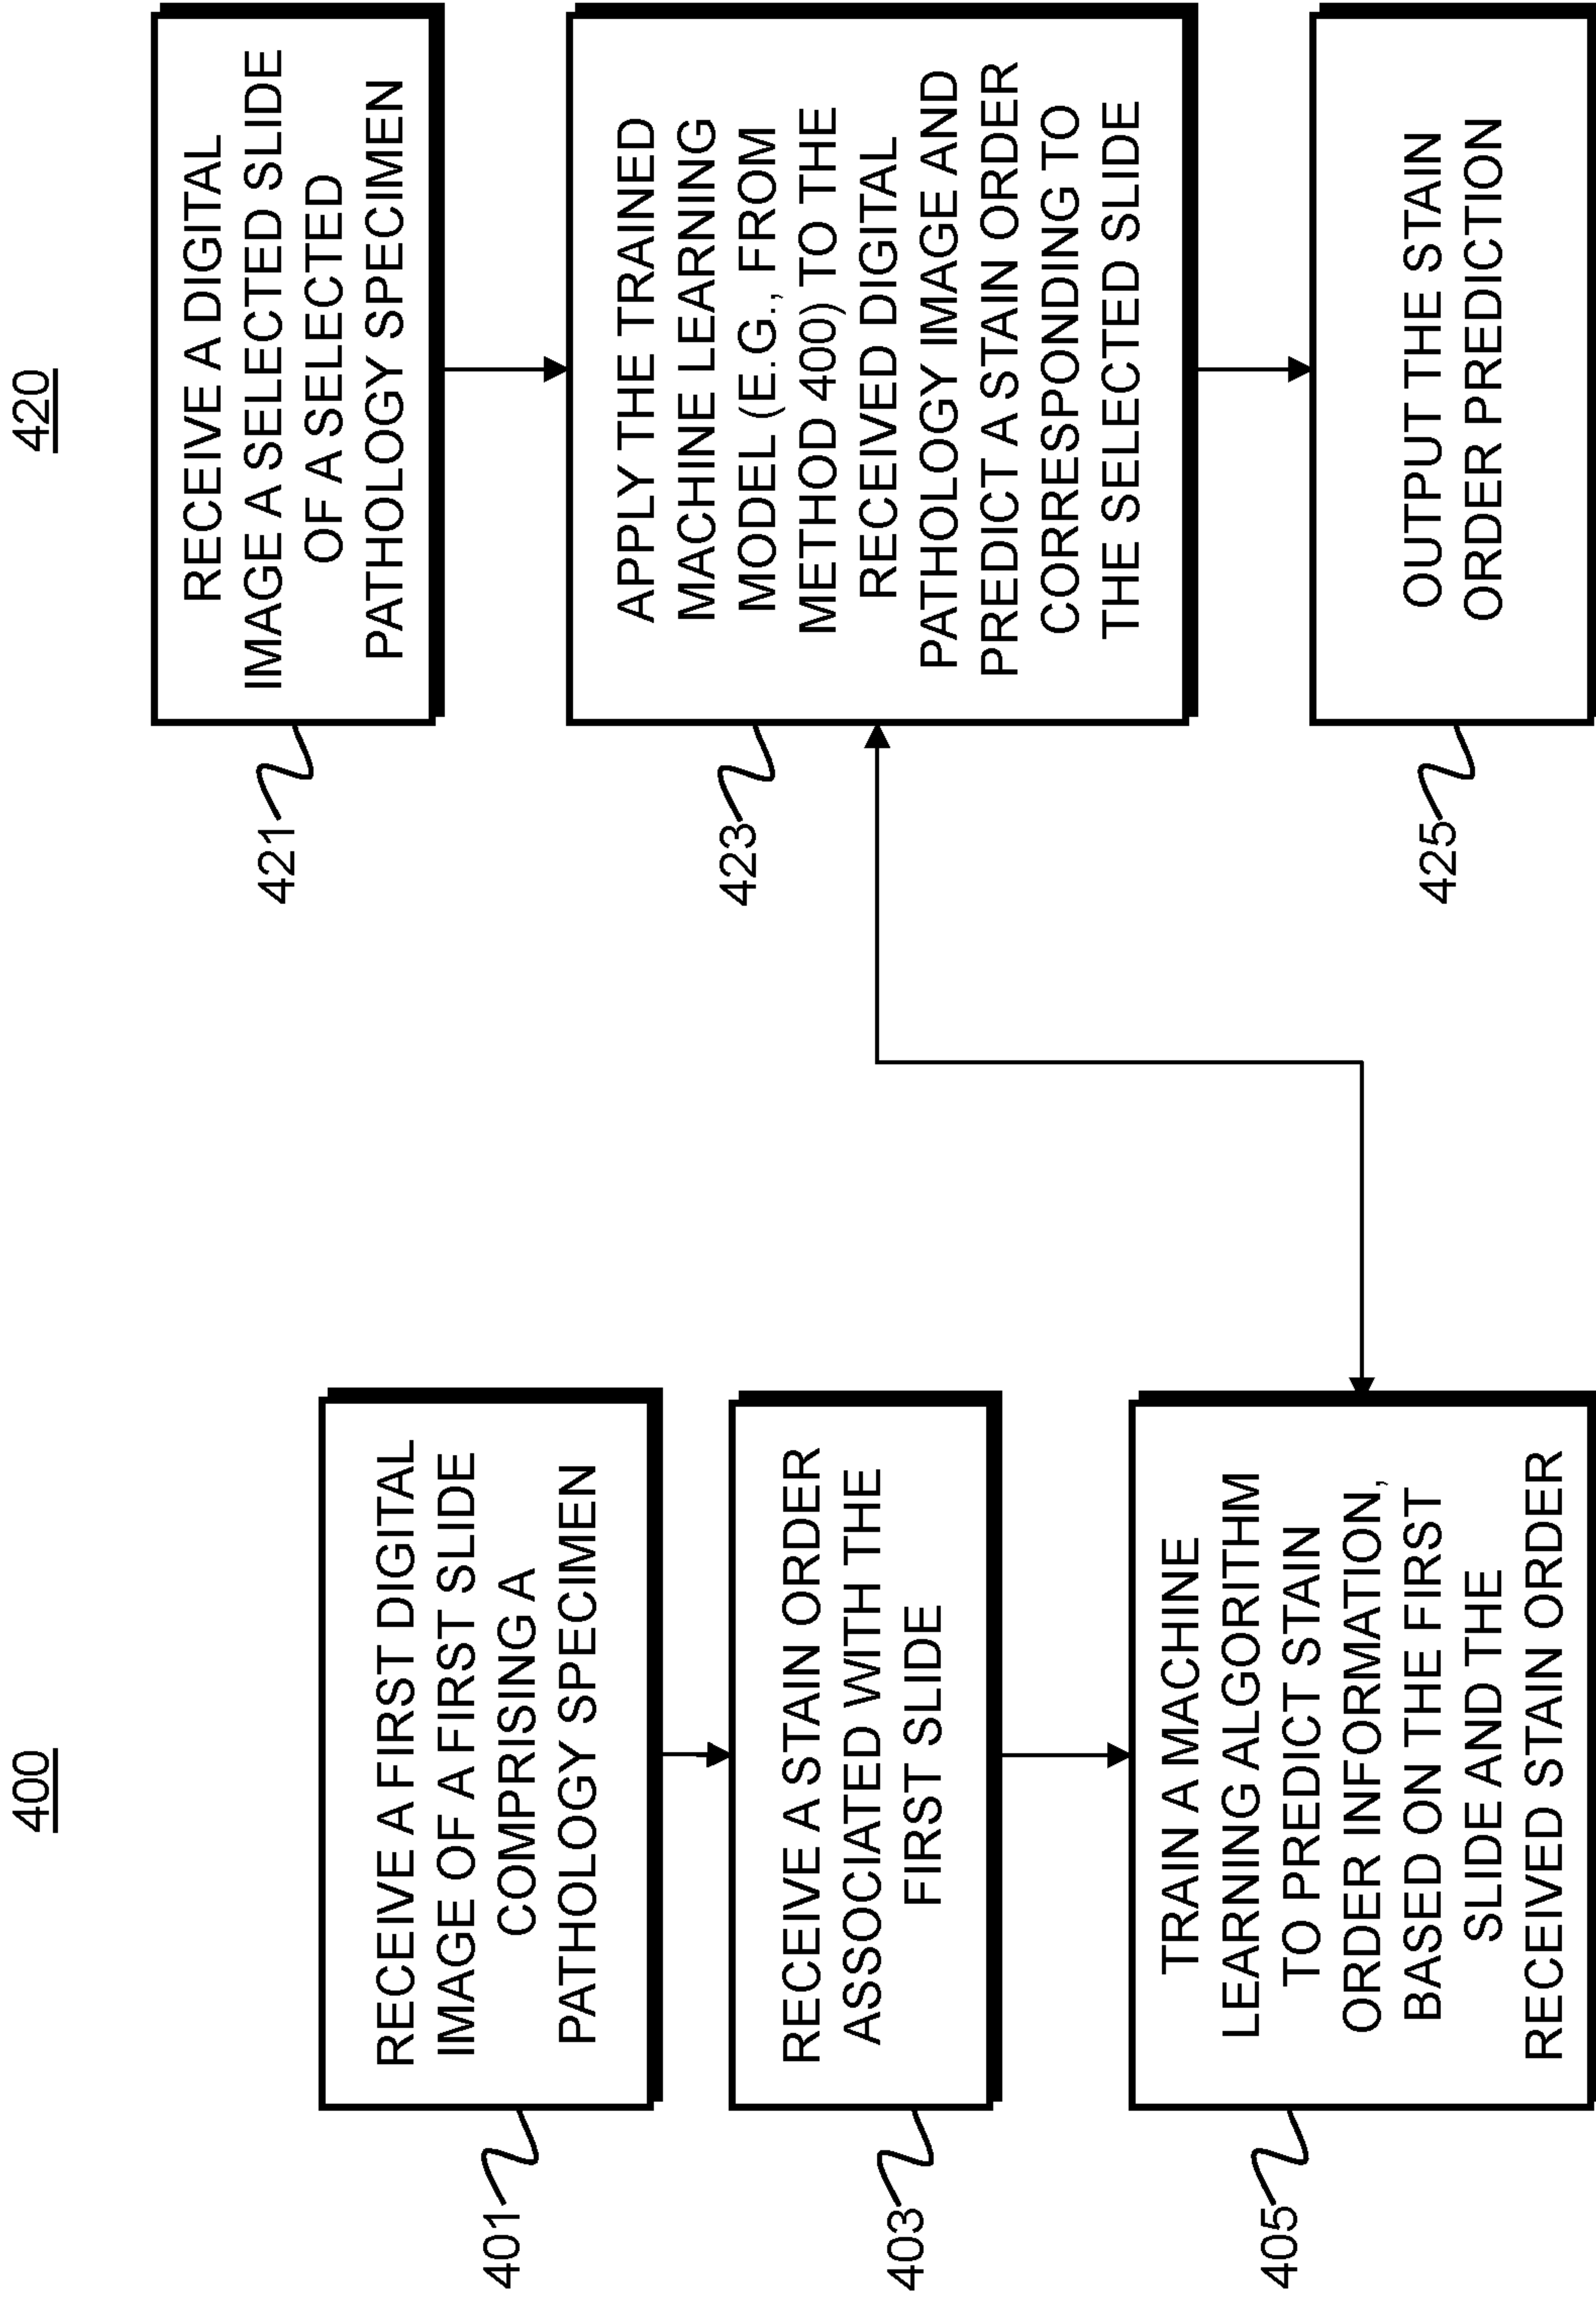 400
401
RECEIVE A FIRST DIGITAL
IMAGE OF A FIRST SLIDE
COMPRISING A
PATHOLOGY SPECIMEN
403
RECEIVE A STAIN ORDER
ASSOCIATED WITH THE
FIRST SLIDE
405
TRAIN A MACHINE
LEARNING ALGORITHM
TO PREDICT STAIN
ORDER INFORMATION,
BASED ON THE FIRST
SLIDE AND THE
RECEIVED STAIN ORDER
420
421
RECEIVE A DIGITAL
IMAGE A SELECTED SLIDE
OF A SELECTED
PATHOLOGY SPECIMEN
423
APPLY THE TRAINED
MACHINE LEARNING
MODEL (E.G., FROM
METHOD 400) TO THE
RECEIVED DIGITAL
PATHOLOGY IMAGE AND
PREDICT A STAIN ORDER
CORRESPONDING TO
THE SELECTED SLIDE
425
OUTPUT THE STAIN
ORDER PREDICTION